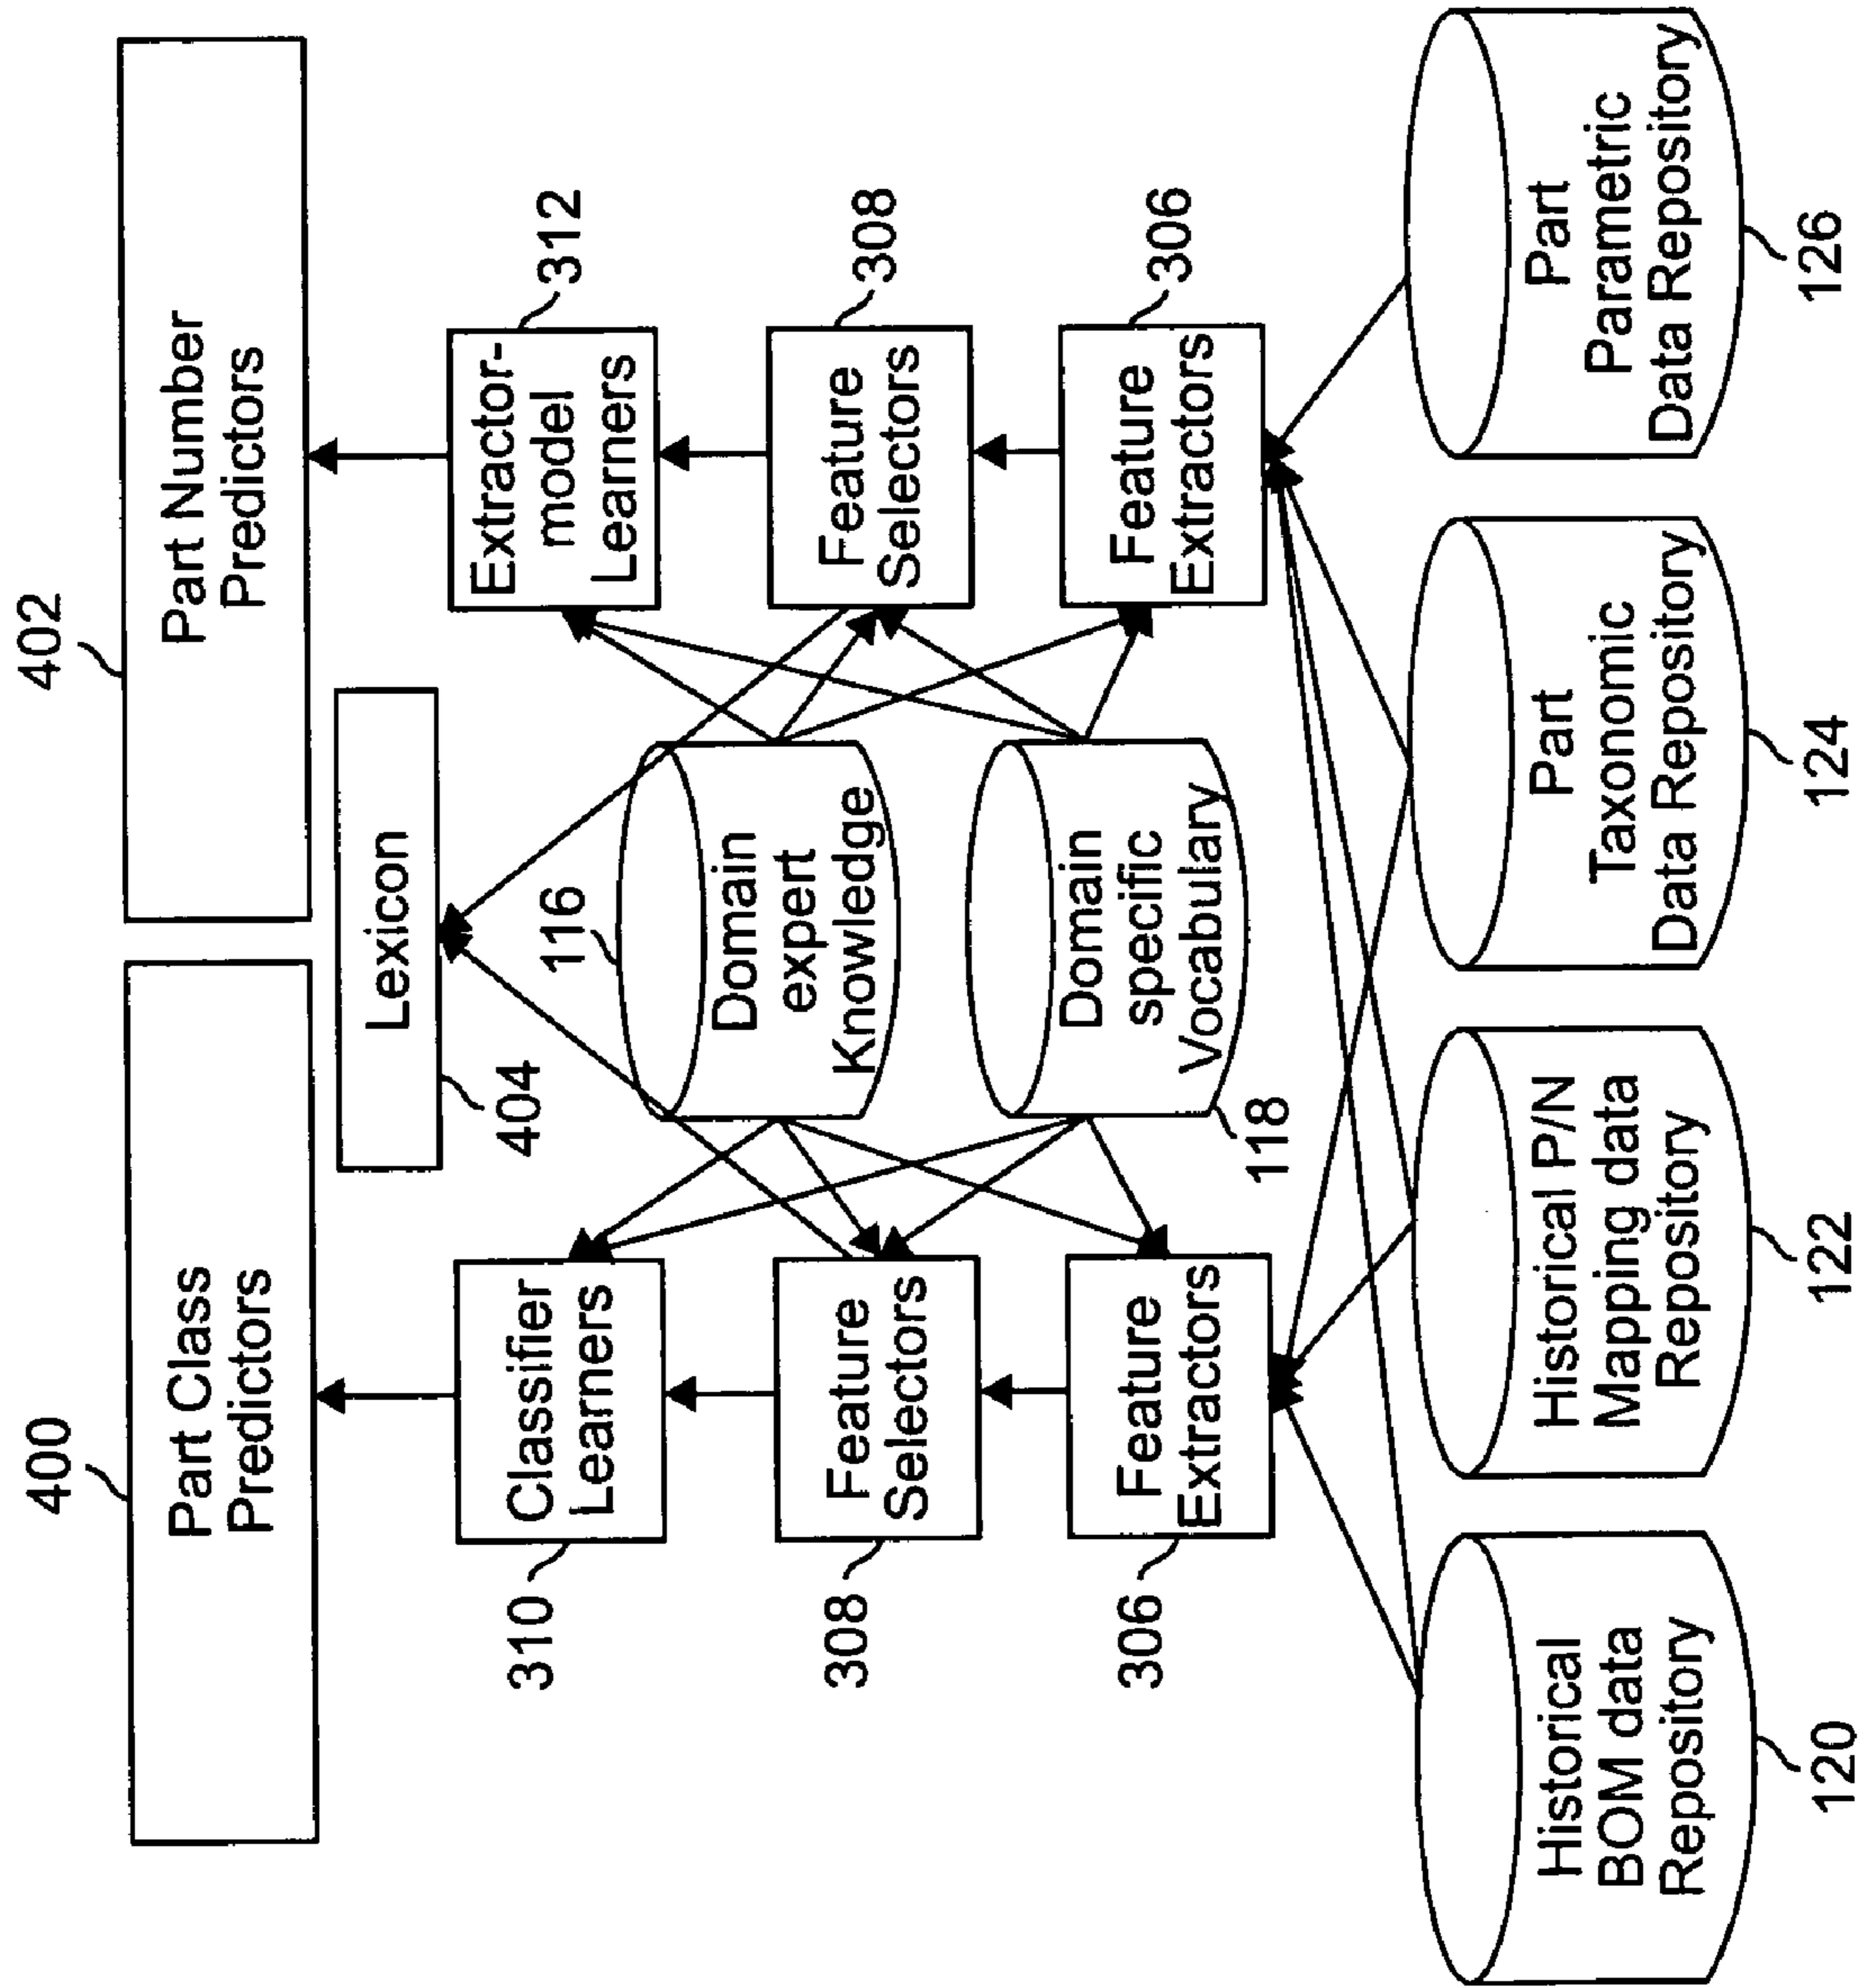 400
402
Part Class
Predictors
Part Number
Predictors
Lexicon
404
310
Classifier
Learners
Extractor-
model
Learners
312
116
Domain
expert
Knowledge
308
Feature
Selectors
Feature
Selectors
308
Domain
specific
Vocabulary
118
306
Feature
Extractors
Feature
Extractors
306
Historical
BOM data
Repository
120
Historical P/N
Mapping data
Repository
122
Part
Taxonomic
Data Repository
124
Part
Parametric
Data Repository
126